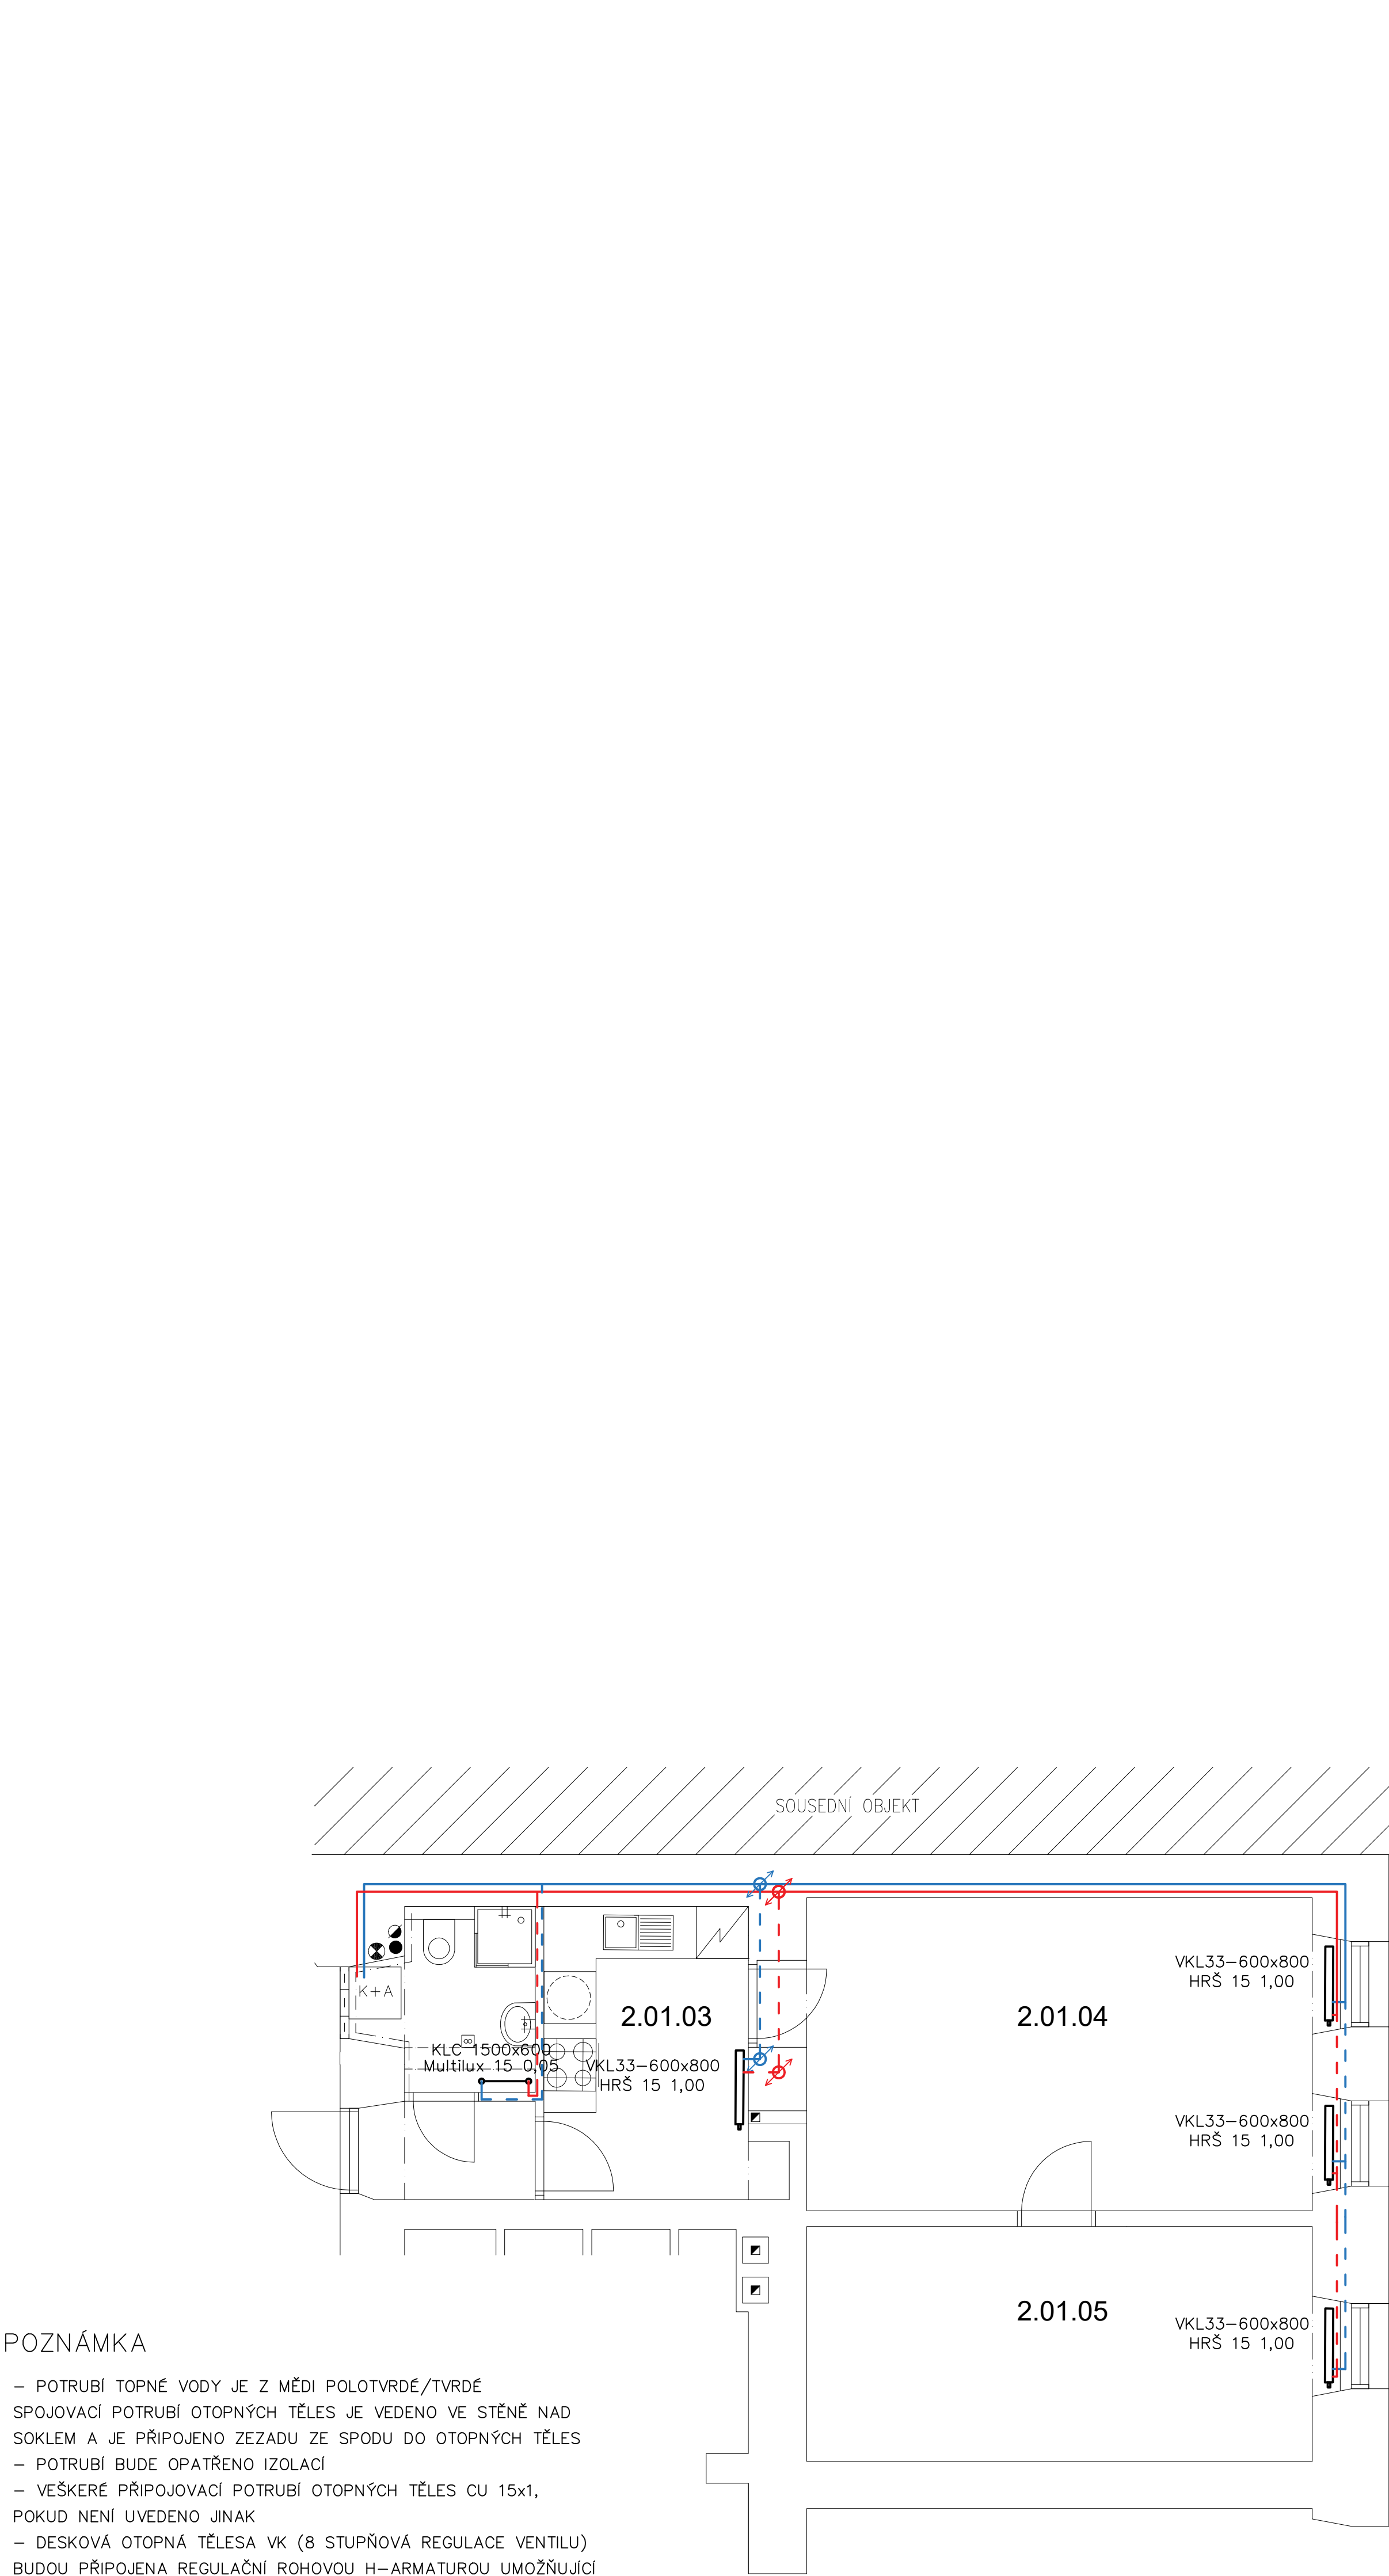 SOUSEDNÍ OBJEKT
VKL33-600x800
HRŠ 15 1,00
K+A
2.01.03
2.01.04
KLC 1500x600
Multilux 15 0,05
VKL33-600x800
HRŠ 15 1,00
VKL33-600x800
HRŠ 15 1,00
2.01.05
VKL33-600x800
HRŠ 15 1,00
POZNÁMKA
- POTRUBÍ TOPNÉ VODY JE Z MĚDI POLOTVRDÉ/TVRDÉ
SPOJOVACÍ POTRUBÍ OTOPNÝCH TĚLES JE VEDENO VE STĚNĚ NAD
SOKLEM A JE PŘIPOJENO ZEZADU ZE SPODU DO OTOPNÝCH TĚLES
- POTRUBÍ BUDE OPATŘENO IZOLACÍ
- VEŠKERÉ PŘIPOJOVACÍ POTRUBÍ OTOPNÝCH TĚLES CU 15x1,
POKUD NENÍ UVEDENO JINAK
- DESKOVÁ OTOPNÁ TĚLESA VK (8 STUPŇOVÁ REGULACE VENTILU)
BUDOU PŘIPOJENA REGULAČNÍ ROHOVOU H-ARMATUROU UMOŽŇUJÍCÍ